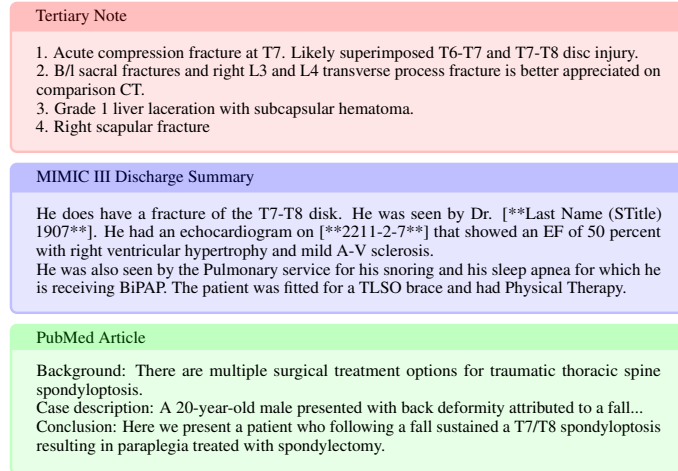 Tertiary Note
1. Acute compression fracture at T7. Likely superimposed T6-T7 and T7-T8 disc injury.
2. B/l sacral fractures and right L3 and L4 transverse process fracture is better appreciated on
comparison CT.
3. Grade 1 liver laceration with subcapsular hematoma.
4. Right scapular fracture
MIMIC III Discharge Summary
He does have a fracture of the T7-T8 disk. He was seen by Dr. [**Last Name (STitle)
1907**]. He had an echocardiogram on [**2211-2-7**] that showed an EF of 50 percent
with right ventricular hypertrophy and mild A-V sclerosis.
He was also seen by the Pulmonary service for his snoring and his sleep apnea for which he
is receiving BiPAP. The patient was fitted for a TLSO brace and had Physical Therapy.
PubMed Article
Background: There are multiple surgical treatment options for traumatic thoracic spine
spondyloptosis.
Case description: A 20-year-old male presented with back deformity attributed to a fall...
Conclusion: Here we present a patient who following a fall sustained a T7/T8 spondyloptosis
resulting in paraplegia treated with spondylectomy.